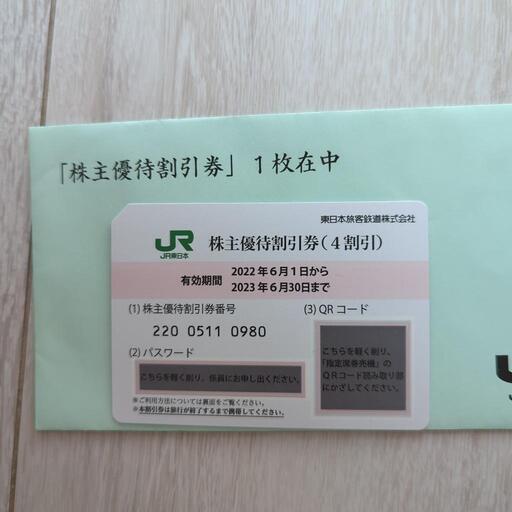 「株主優待割引券」1枚在中
東日本旅客鉄道株式会社
JR
JR東日本
株主優待割引券(4割引)
有効期間
2022年6月1日から
2023年6月30日まで
(1) 株主優待割引券番号
220 0511 0980
(2) パスワード
こちらを軽く削り、係員にお申し出ください。
(3) QRコード
こちらを軽く削り、
「指定席券売機」の
QRコード読み取り部
にかざしてください。
※ご利用方法については裏面をご覧ください。
※本割引券は旅行が終了するまで携帯してください。